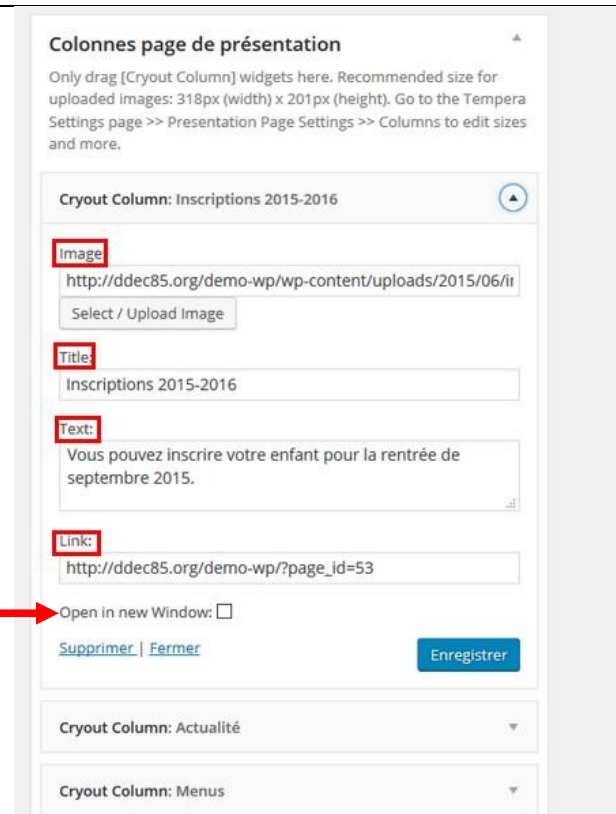 Colonnes page de présentation
Only drag [Cryout Column] widgets here. Recommended size for
uploaded images: 318px (width) x 201px (height). Go to the Tempera
Settings page >> Presentation Page Settings >> Columns to edit sizes
and more.
Cryout Column: Inscriptions 2015-2016
Image
http://ddec85.org/demo-wp/wp-content/uploads/2015/06/ir
Select / Upload Image
Title:
Inscriptions 2015-2016
Text:
Vous pouvez inscrire votre enfant pour la rentrée de
septembre 2015.
Link:
http://ddec85.org/demo-wp/?page_id=53
Open in new Window:
Supprimer | Fermer
Enregistrer
Cryout Column: Actualité
Cryout Column: Menus